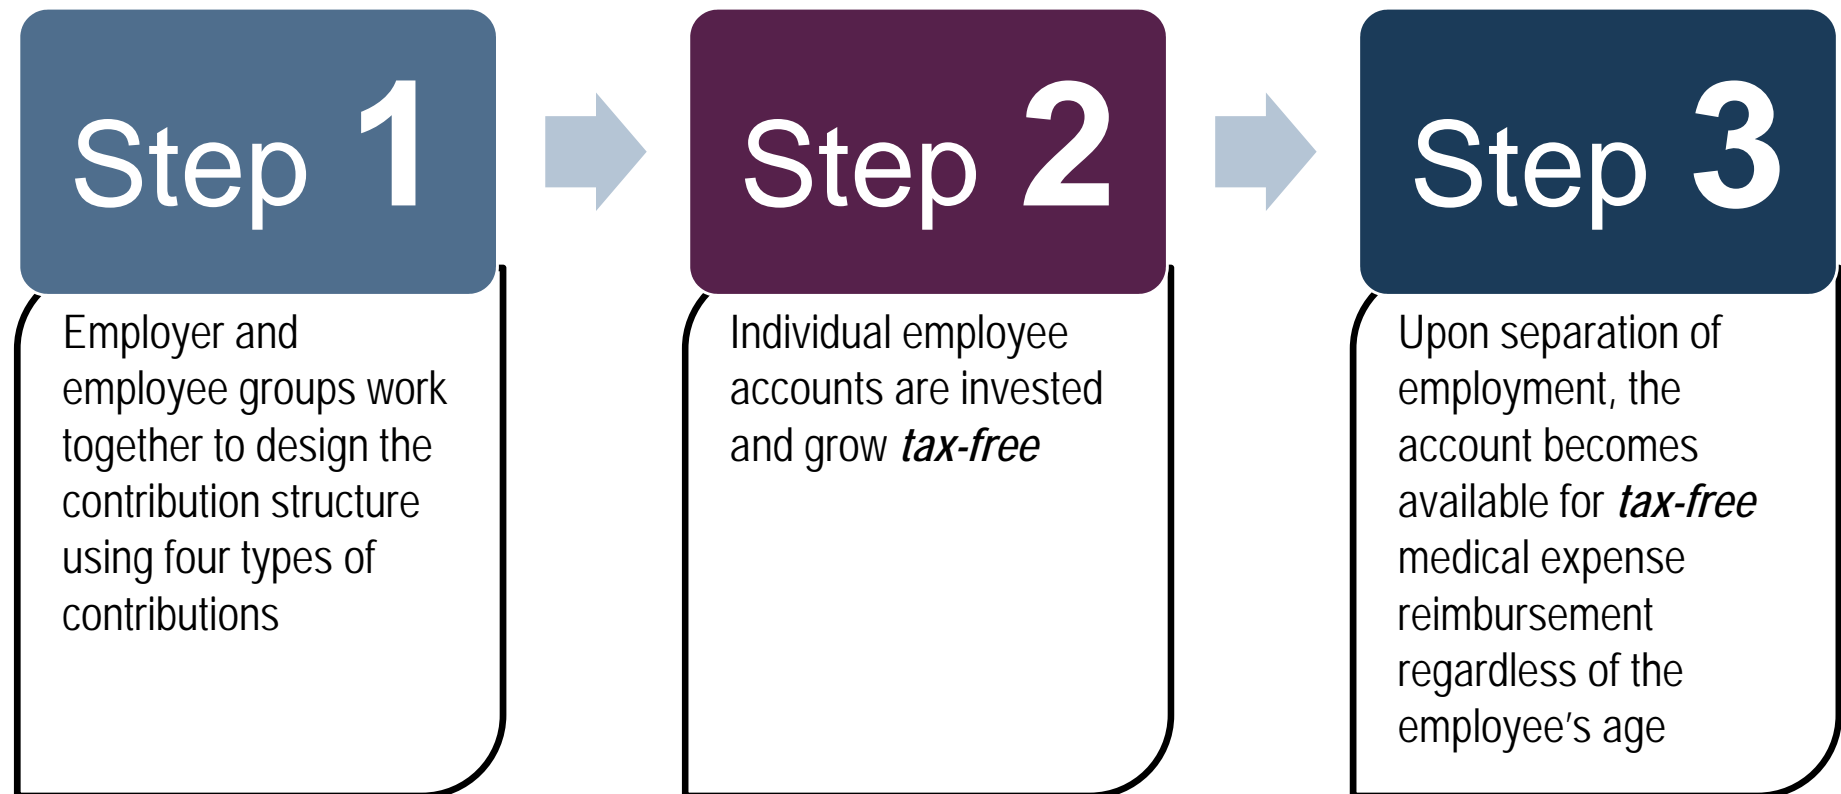 Step 1
Employer and
employee groups work
together to design the
contribution structure
using four types of
contributions
Step 2
Individual employee
accounts are invested
and grow tax-free
Step 3
Upon separation of
employment, the
account becomes
available for tax-free
medical expense
reimbursement
regardless of the
employee’s age